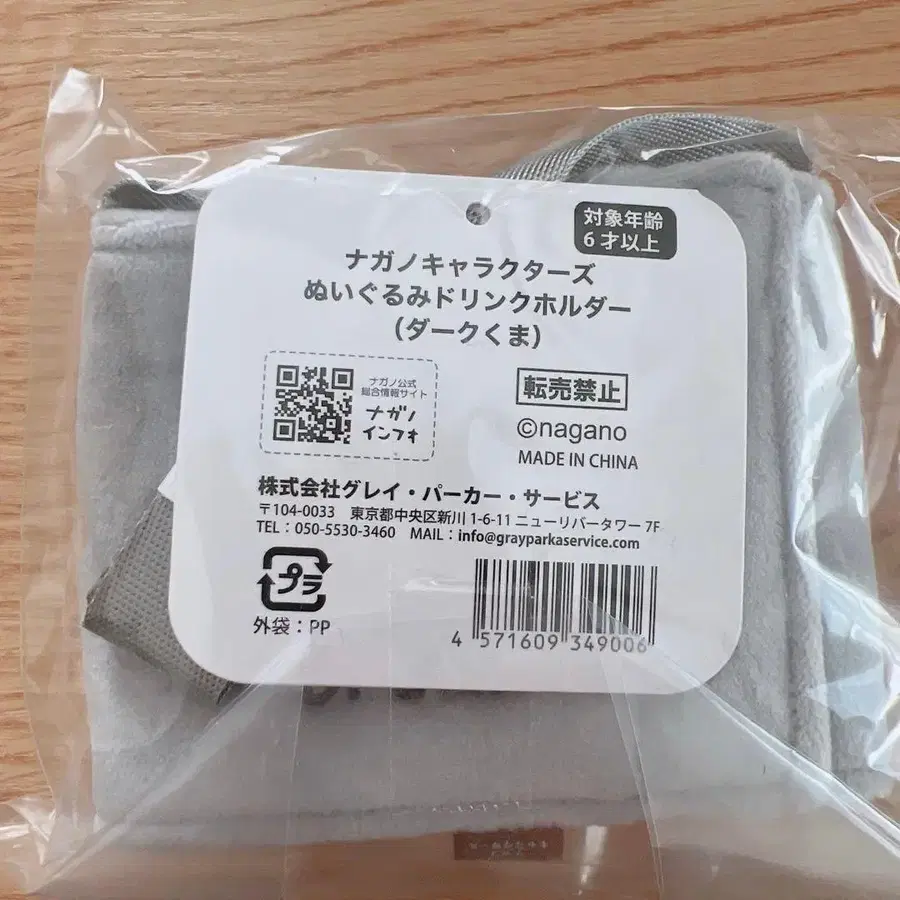 対象年齢
6才以上
ナガノキャラクターズ
ぬいぐるみドリンクホルダー
（ダークくま）
ナガノ公式
総合情報サイト
ナガノ
インフォ
転売禁止
©nagano
MADE IN CHINA
株式会社グレイ・パーカー・サービス
〒104-0033 東京都中央区新川 1-6-11 ニューリバータワー 7F
TEL：050-5530-3460 MAIL：info@grayparkaservice.com
プラ
外袋：PP
4 571609 349006